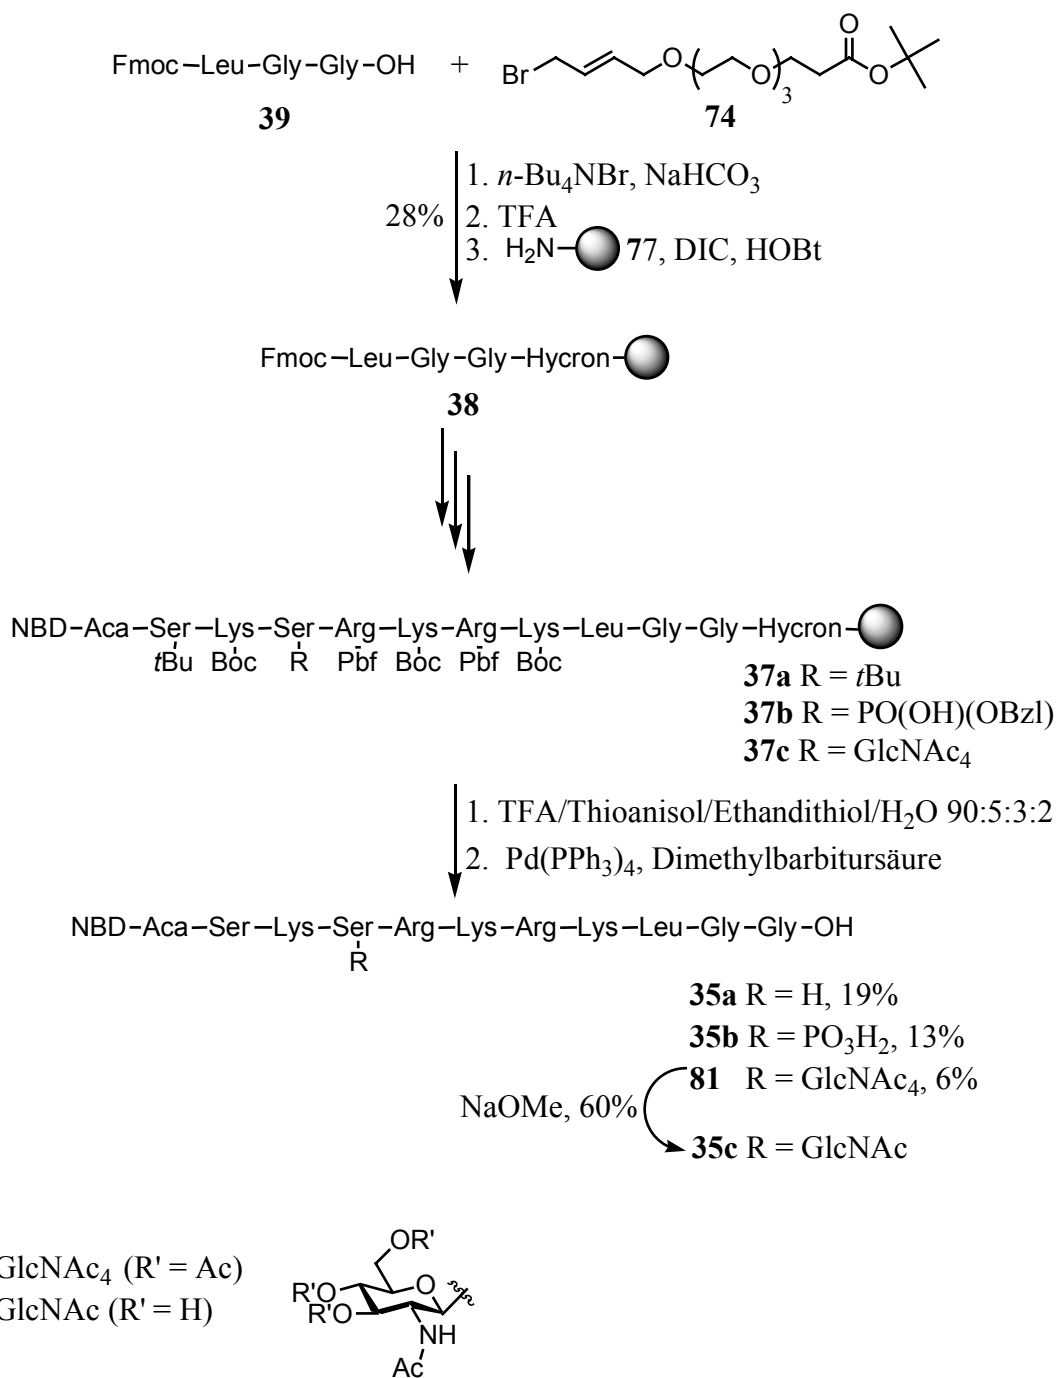 Fmoc–Leu–Gly–Gly–OH + Br O ( O ) 3 O O
39 74
1. n-Bu₄NBr, NaHCO₃
28% 2. TFA
3. H₂N– 77, DIC, HOBt
Fmoc–Leu–Gly–Gly–Hycron–
38
NBD–Aca–Ser–Lys–Ser–Arg–Lys–Arg–Lys–Leu–Gly–Gly–Hycron–
tBu Boc R Pbf Boc Pbf Boc
37a R = tBu
37b R = PO(OH)(OBzl)
37c R = GlcNAc₄
1. TFA/Thioanisol/Ethandithiol/H₂O 90:5:3:2
2. Pd(PPh₃)₄, Dimethylbarbitursäure
NBD–Aca–Ser–Lys–Ser–Arg–Lys–Arg–Lys–Leu–Gly–Gly–OH
R
35a R = H, 19%
35b R = PO₃H₂, 13%
81 R = GlcNAc₄, 6%
NaOMe, 60%
35c R = GlcNAc
OR'
GlcNAc₄ (R' = Ac)
R'O O
GlcNAc (R' = H)
R'O
NH
Ac